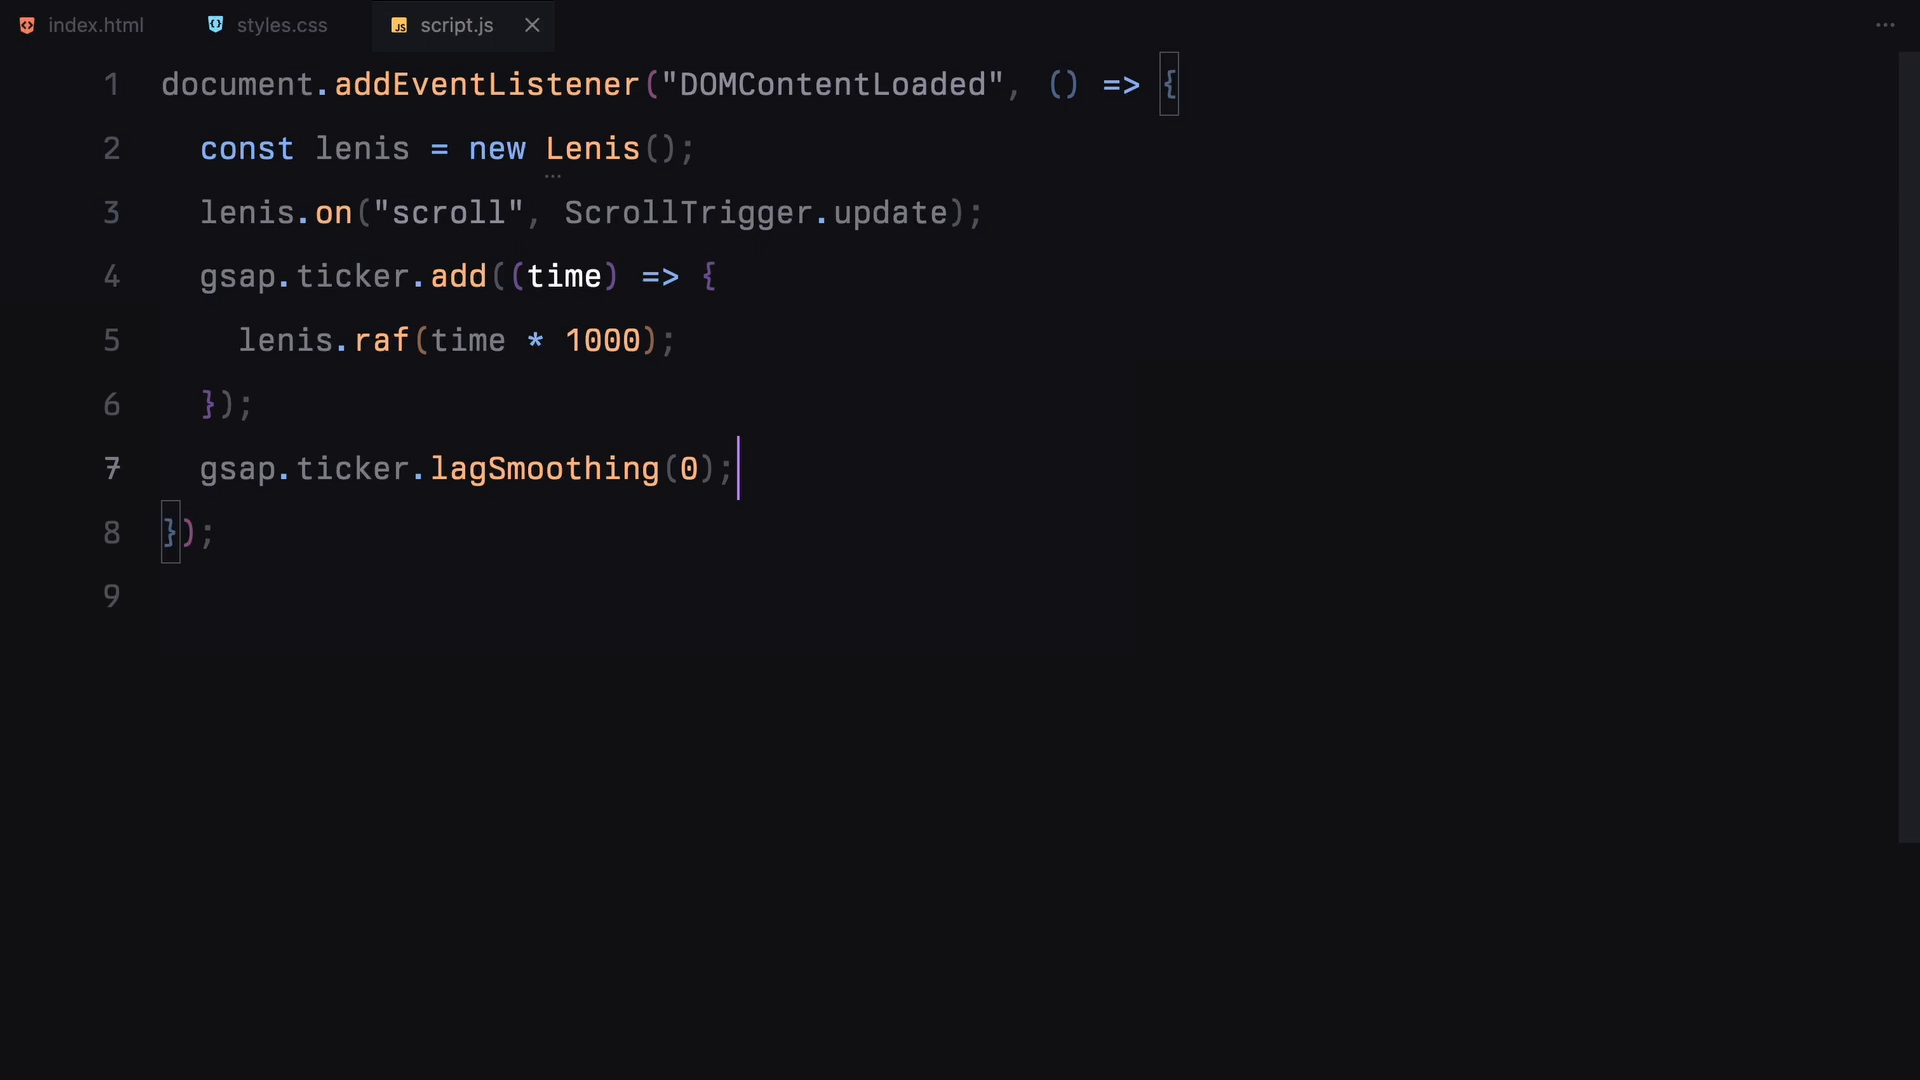 index.html styles.css script.js
1 document.addEventListener("DOMContentLoaded", () => {
2 const lenis = new Lenis();
3 lenis.on("scroll", ScrollTrigger.update);
4 gsap.ticker.add((time) => {
5 lenis.raf(time * 1000);
6 });
7 gsap.ticker.lagSmoothing(0);
8 });
9